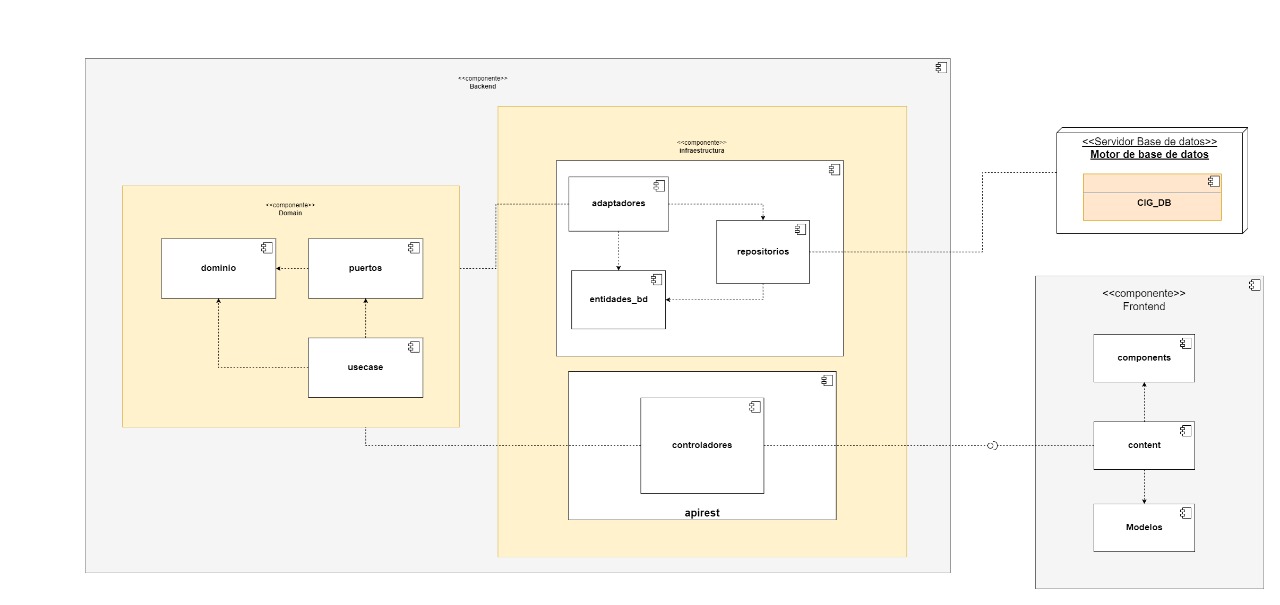 <<componente>>
Backend
<<componente>>
infraestructura
<<componente>>
Domain
dominio
puertos
usecase
adaptadores
repositorios
entidades_bd
controladores
apirest
<<Servidor Base de datos>>
Motor de base de datos
CIG_DB
<<componente>>
Frontend
components
content
Modelos